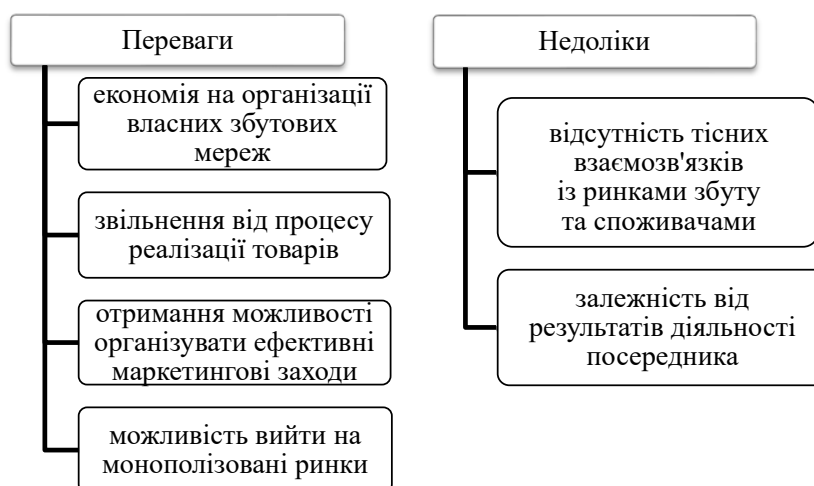 Переваги
економія на організації
власних збутових
мереж
звільнення від процесу
реалізації товарів
отримання можливості
організувати ефективні
маркетингові заходи
можливість вийти на
монополізовані ринки
Недоліки
відсутність тісних
взаємозв'язків
із ринками збуту
та споживачами
залежність від
результатів діяльності
посередника